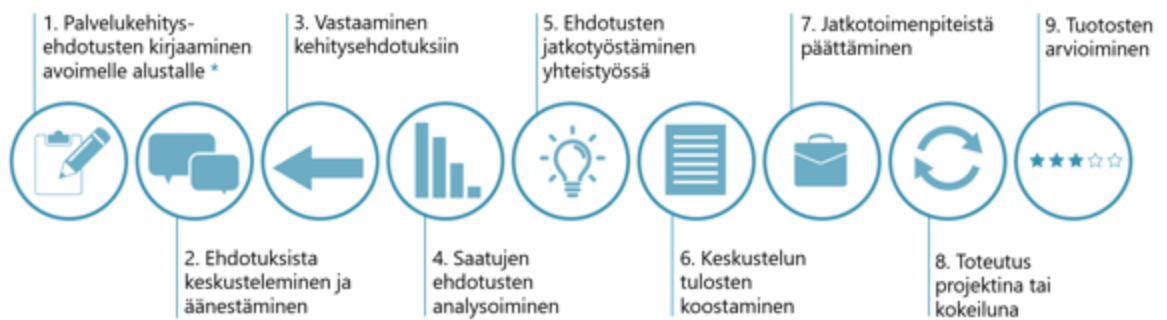 1. Palvelukehitys-
ehdotusten kirjaaminen
avoimelle alustalle *
2. Ehdotuksista
keskusteleminen ja
äänestäminen
3. Vastaaminen
kehitysehdotuksiin
4. Saatujen
ehdotusten
analysoiminen
5. Ehdotusten
jatkotyöstäminen
yhteistyössä
6. Keskustelun
tulosten
koostaminen
7. Jatkotoimenpiteistä
päättäminen
8. Toteutus
projektina tai
kokeiluna
9. Tuotosten
arvioiminen